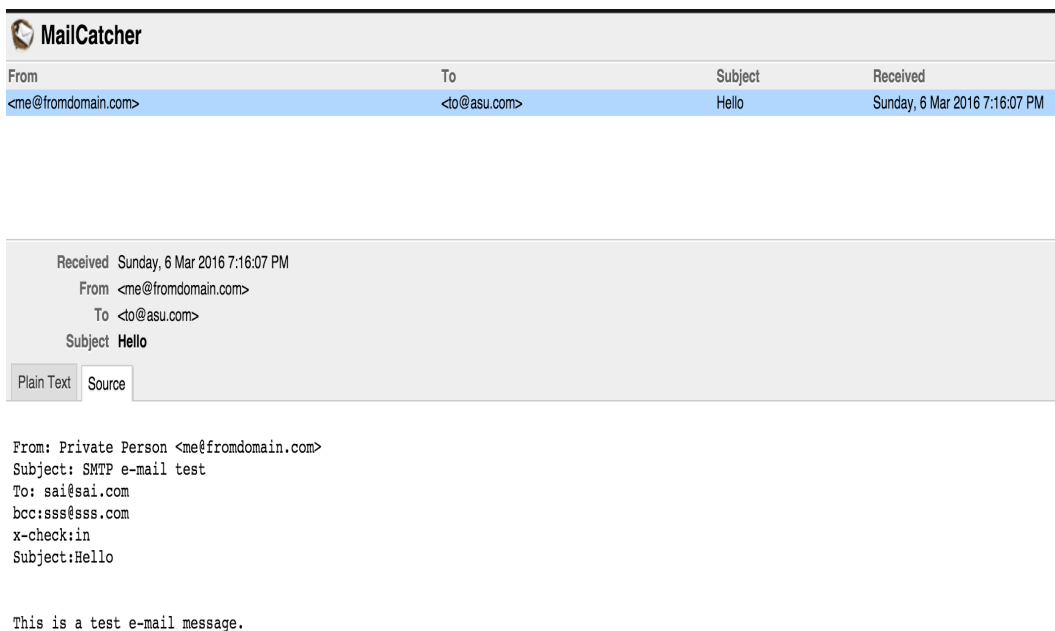 MailCatcher
From To Subject Received
<me@fromdomain.com> <to@asu.com> Hello Sunday, 6 Mar 2016 7:16:07 PM
Received Sunday, 6 Mar 2016 7:16:07 PM
From <me@fromdomain.com>
To <to@asu.com>
Subject Hello
Plain Text Source
From: Private Person <me@fromdomain.com>
Subject: SMTP e-mail test
To: sai@sai.com
bcc:sss@sss.com
x-check:in
Subject:Hello
This is a test e-mail message.